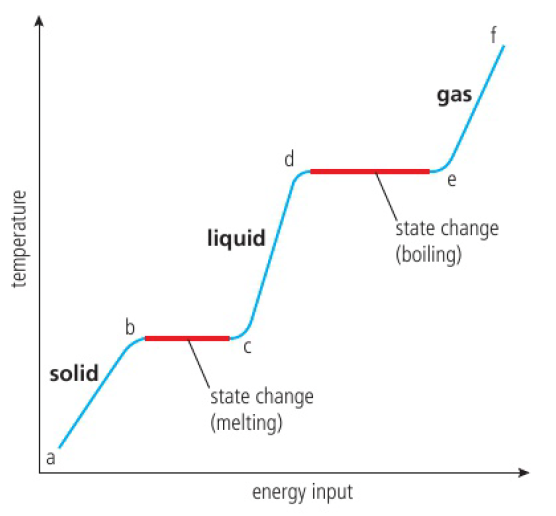 f
gas
d
e
state change
(boiling)
liquid
temperature
b
c
solid
state change
(melting)
a
energy input